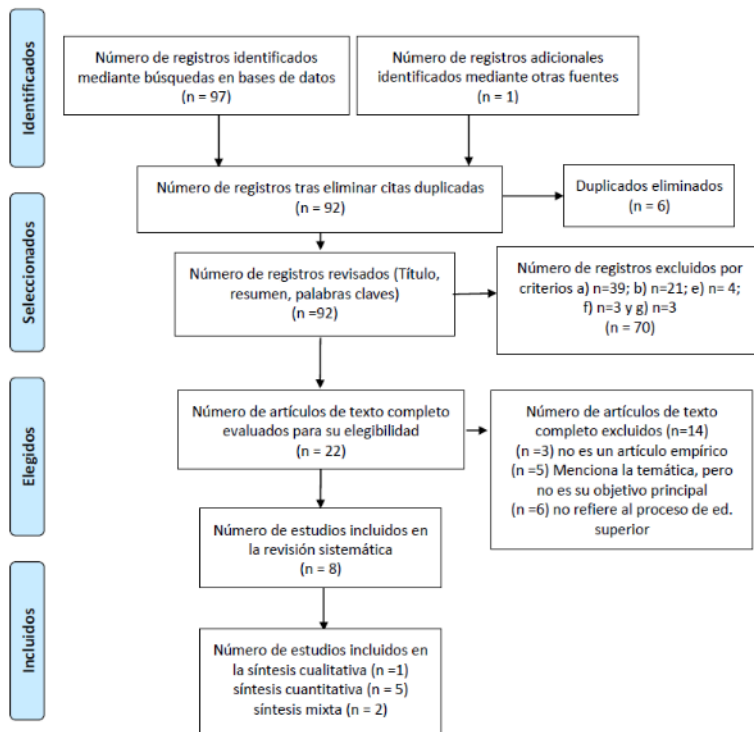 Identificados
Número de registros identificados
mediante búsquedas en bases de datos
(n = 97)
Número de registros adicionales
identificados mediante otras fuentes
(n = 1)
Número de registros tras eliminar citas duplicadas
(n = 92)
Duplicados eliminados
(n = 6)
Seleccionados
Número de registros revisados (Título,
resumen, palabras claves)
(n =92)
Número de registros excluidos por
criterios a) n=39; b) n=21; e) n= 4;
f) n=3 y g) n=3
(n = 70)
Elegidos
Número de artículos de texto completo
evaluados para su elegibilidad
(n = 22)
Número de artículos de texto
completo excluidos (n=14)
(n =3) no es un artículo empírico
(n =5) Menciona la temática, pero
no es su objetivo principal
(n =6) no refiere al proceso de ed.
superior
Número de estudios incluidos en
la revisión sistemática
(n = 8)
Incluidos
Número de estudios incluidos en
la síntesis cualitativa (n =1)
síntesis cuantitativa (n = 5)
síntesis mixta (n = 2)